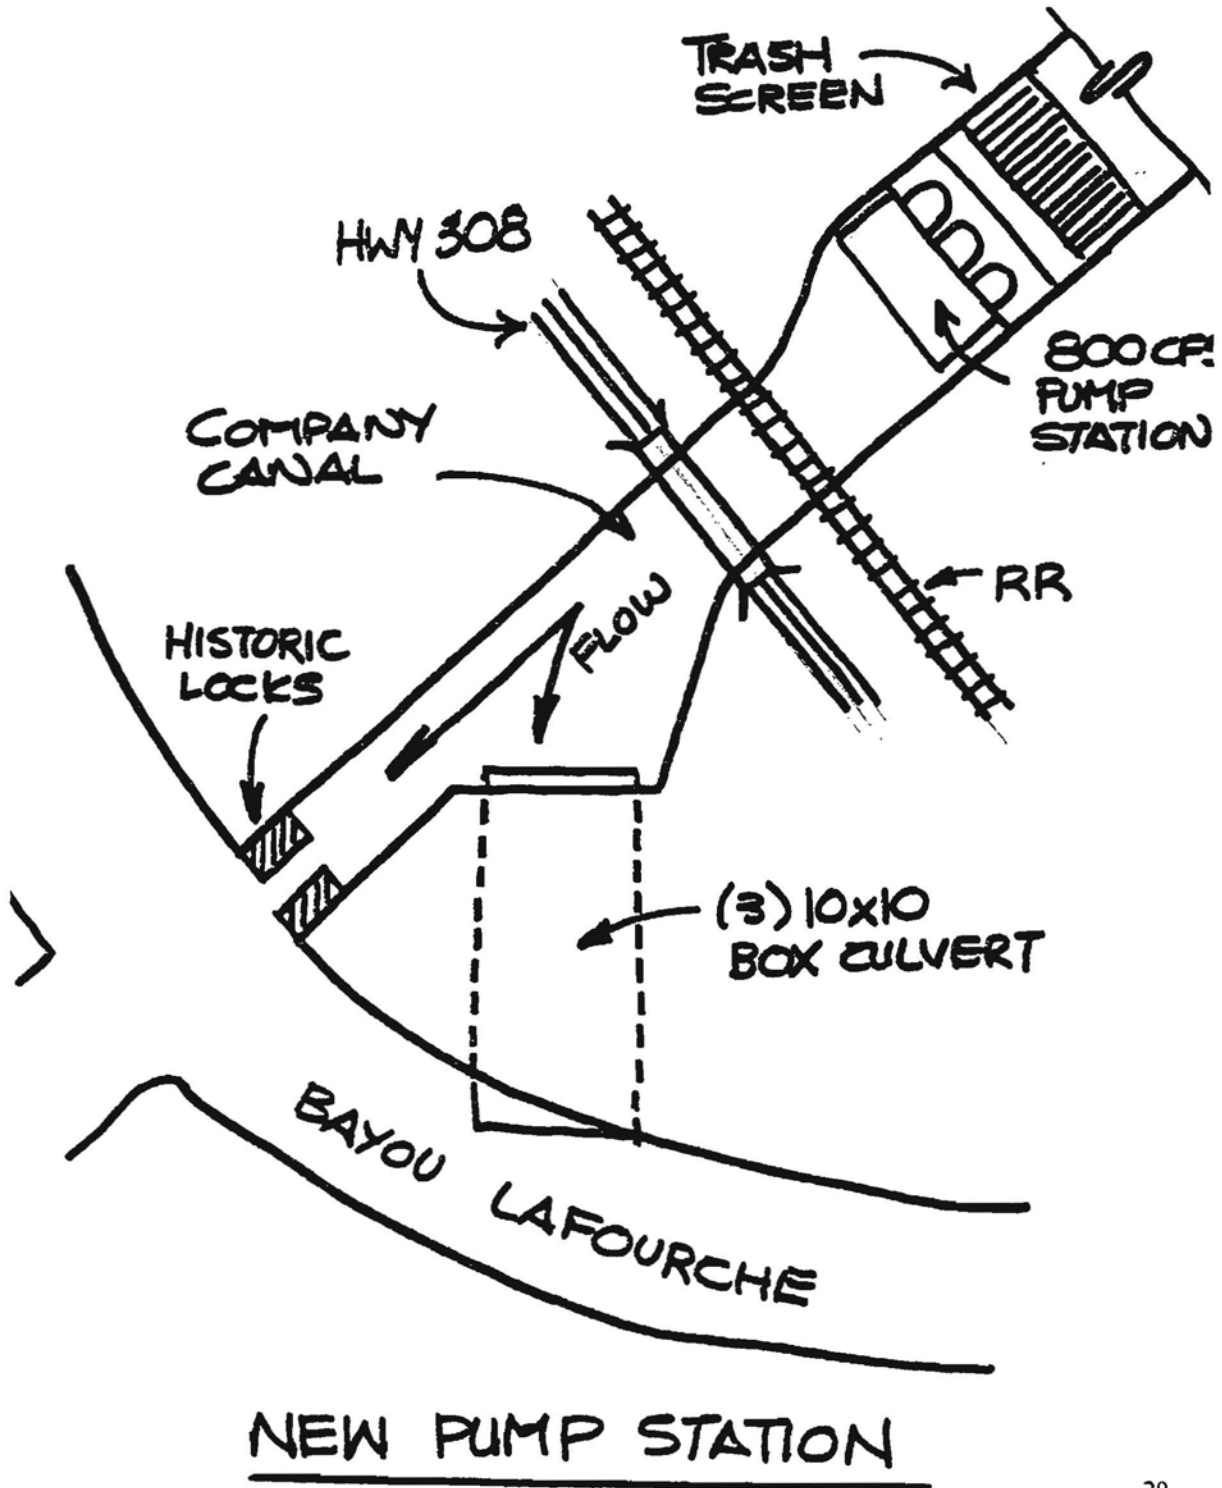 TRASH
SCREEN
HWY 308
800 CF
PUMP
STATION
COMPANY
CANAL
RR
FLOW
HISTORIC
LOCKS
(3) 10x10
BOX CULVERT
BAYOU LAFOURCHE
NEW PUMP STATION